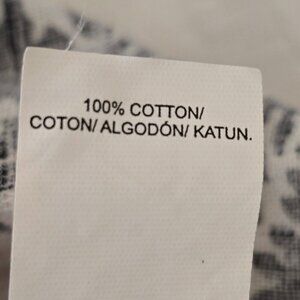 100% COTTON/
COTON/ ALGODÓN/ KATUN.